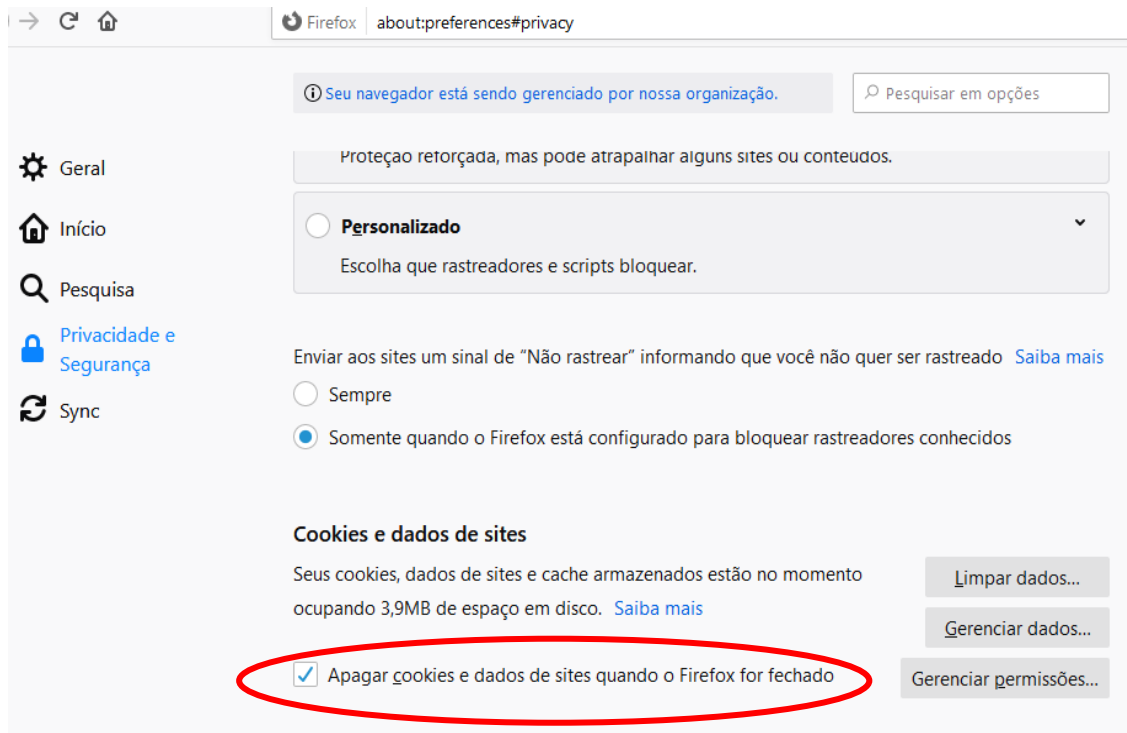 Firefox about:preferences#privacy
Seu navegador está sendo gerenciado por nossa organização.
Pesquisar em opções
Geral
Início
Pesquisa
Privacidade e
Segurança
Sync
Proteção reforçada, mas pode atrapalhar alguns sites ou conteúdos.
Personalizado
Escolha que rastreadores e scripts bloquear.
Enviar aos sites um sinal de “Não rastrear” informando que você não quer ser rastreado Saiba mais
Sempre
Somente quando o Firefox está configurado para bloquear rastreadores conhecidos
Cookies e dados de sites
Seus cookies, dados de sites e cache armazenados estão no momento
ocupando 3,9MB de espaço em disco. Saiba mais
Limpar dados...
Gerenciar dados...
Apagar cookies e dados de sites quando o Firefox for fechado
Gerenciar permissões...